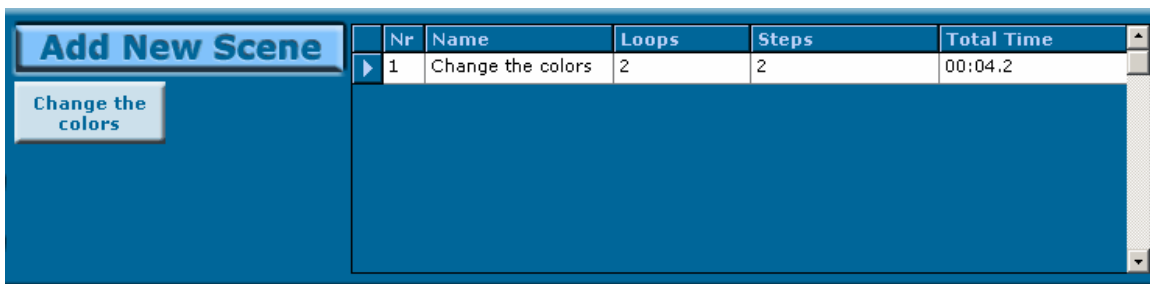 Add New Scene
Change the
colors
Nr Name Loops Steps Total Time
1 Change the colors 2 2 00:04.2